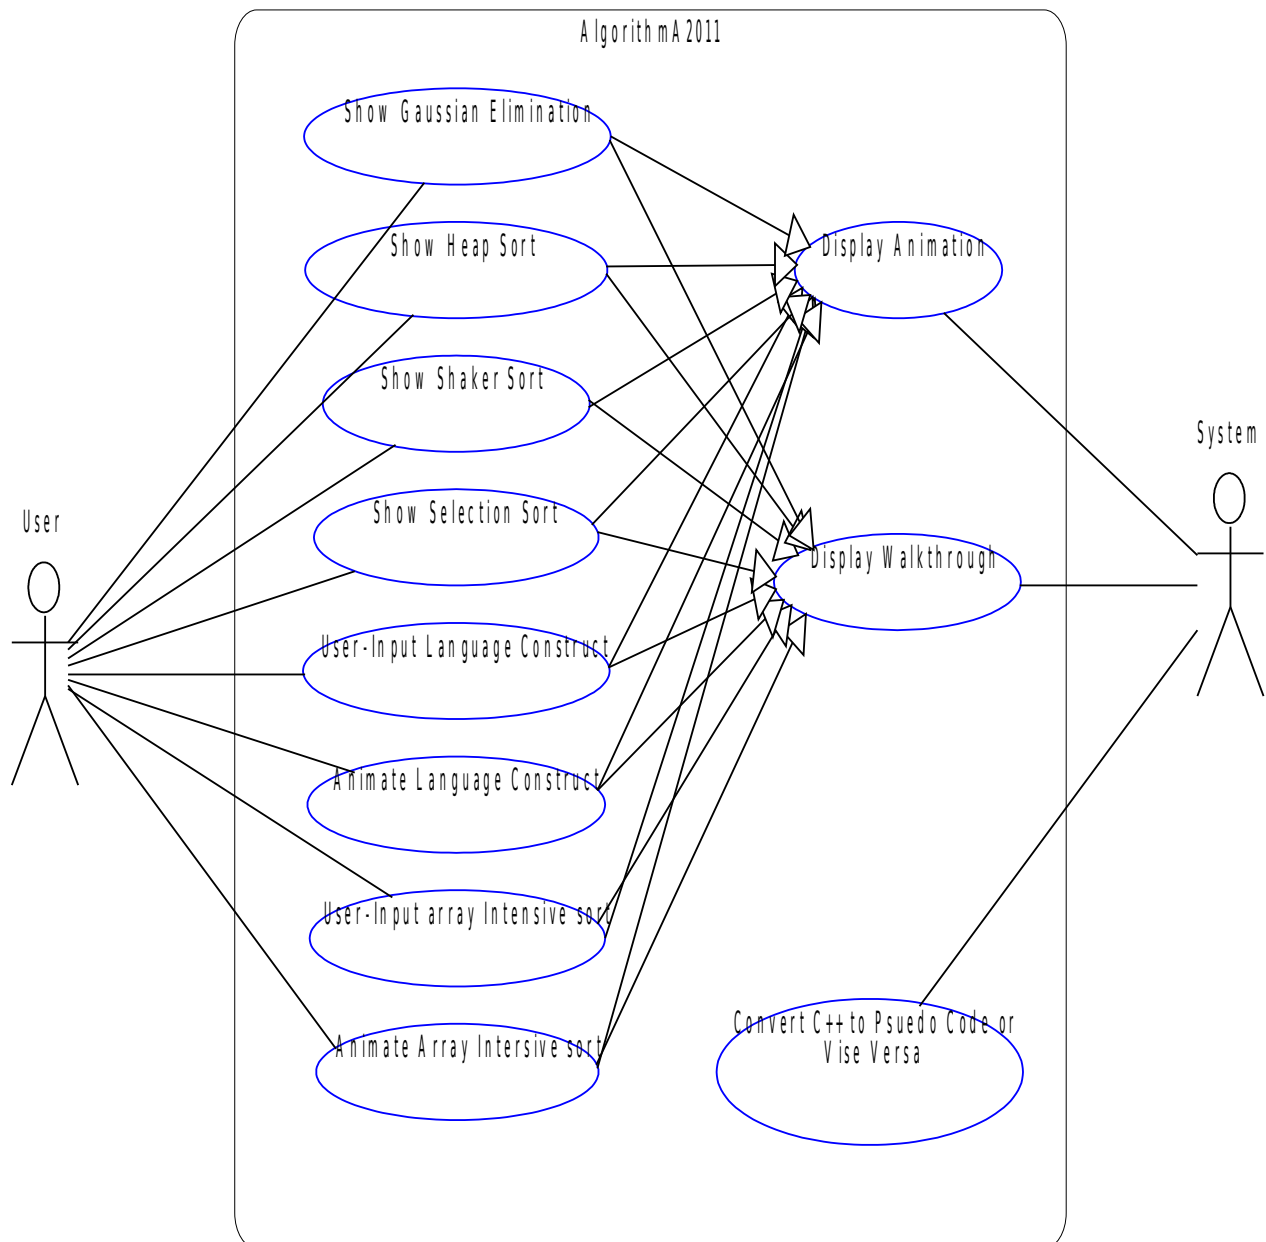 AlgorithmA2011
Show Gaussian Elimination
Show Heap Sort
Display Animation
Show Shaker Sort
System
Show Selection Sort
User
Display Walkthrough
User-Input Language Construct
Animate Language Construct
User-Input array Intensive sort
Convert C++ to Psuedo Code or
Vise Versa
Animate Array Intersive sort